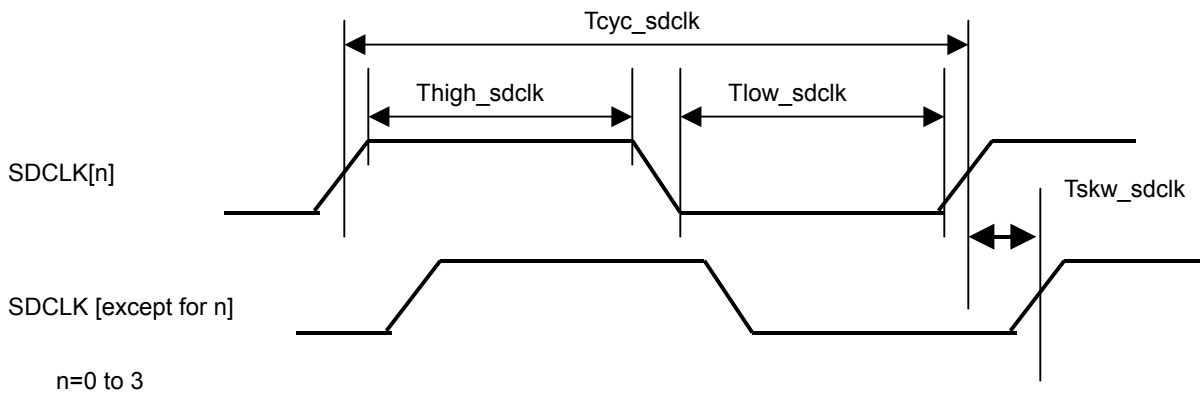 Tcyc_sdclk
Thigh_sdclk
Tlow_sdclk
SDCLK[n]
Tskw_sdclk
SDCLK [except for n]
n=0 to 3